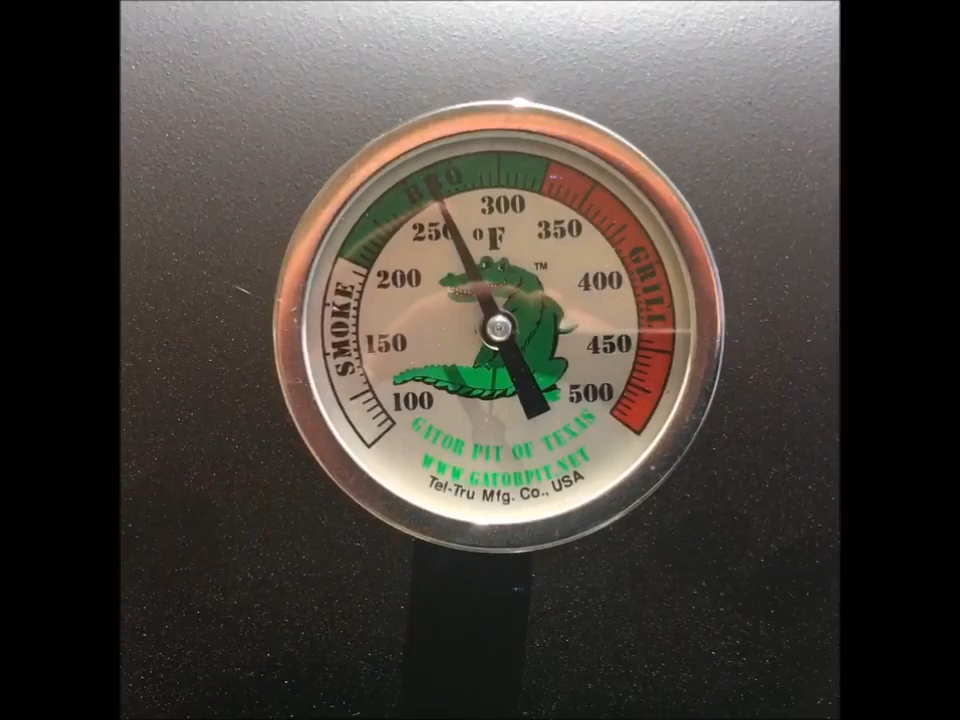 BBQ
300
250 °F 350
200 ™ 400
SMOKE GRILL
150 450
100 500
GATOR PIT OF TEXAS
WWW.GATORPIT.NET
Tel-Tru Mfg. Co., USA